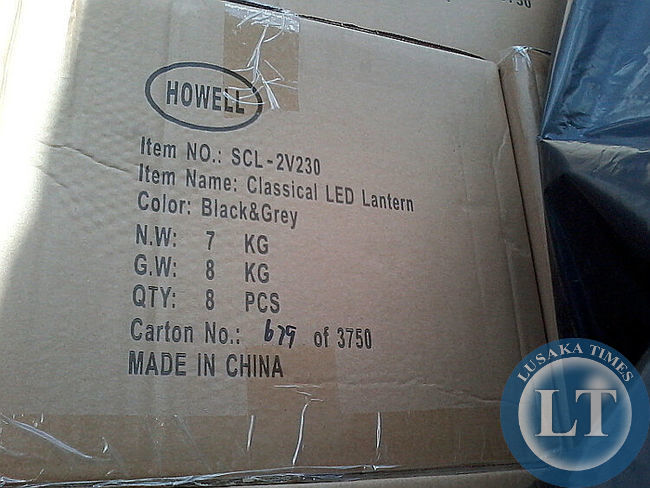 HOWELL
Item NO.: SCL-2V230
Item Name: Classical LED Lantern
Color: Black&Grey
N.W: 7 KG
G.W: 8 KG
QTY: 8 PCS
Carton No.: 679 of 3750
MADE IN CHINA
LUSAKA TIMES
LT